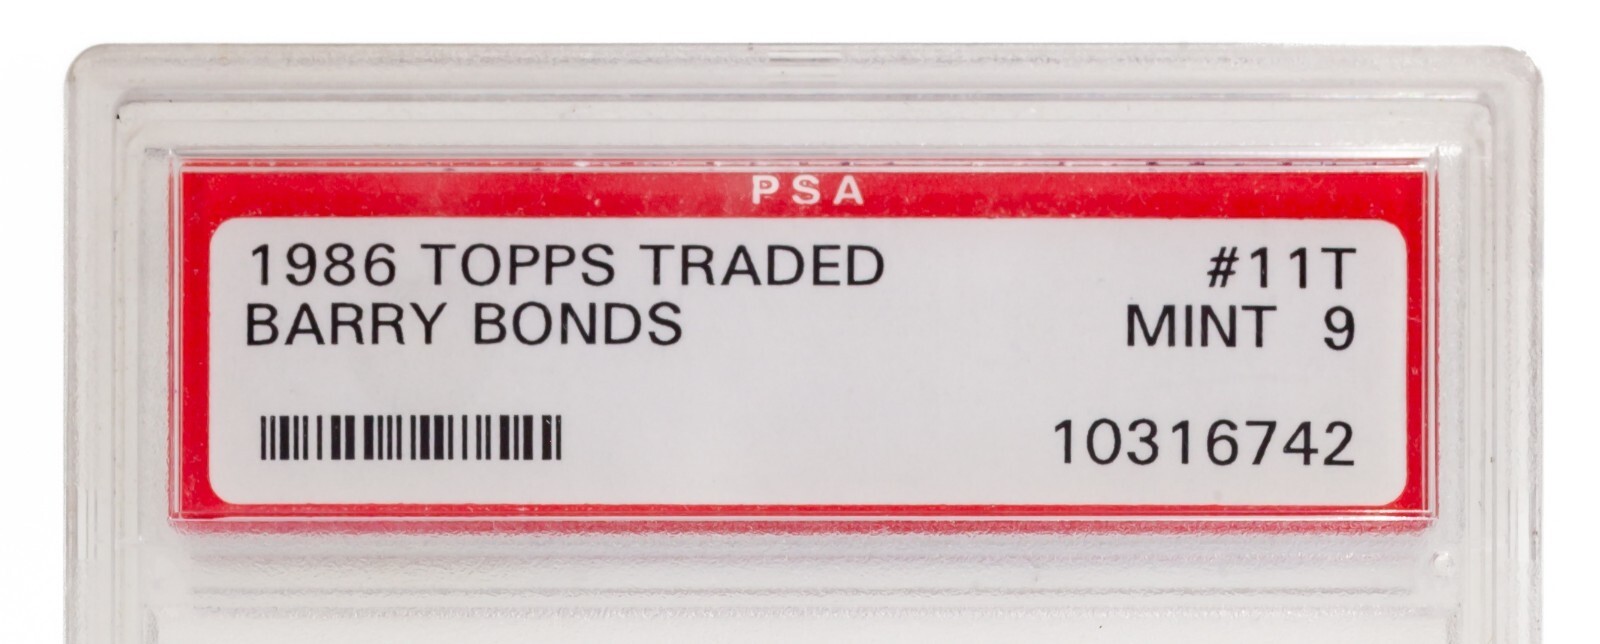 PSA
1986 TOPPS TRADED #11T
BARRY BONDS MINT 9
10316742